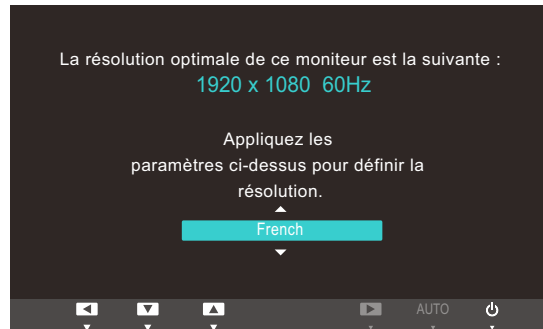 La résolution optimale de ce moniteur est la suivante :
1920 x 1080 60Hz
Appliquez les
paramètres ci-dessus pour définir la
résolution.
French
AUTO